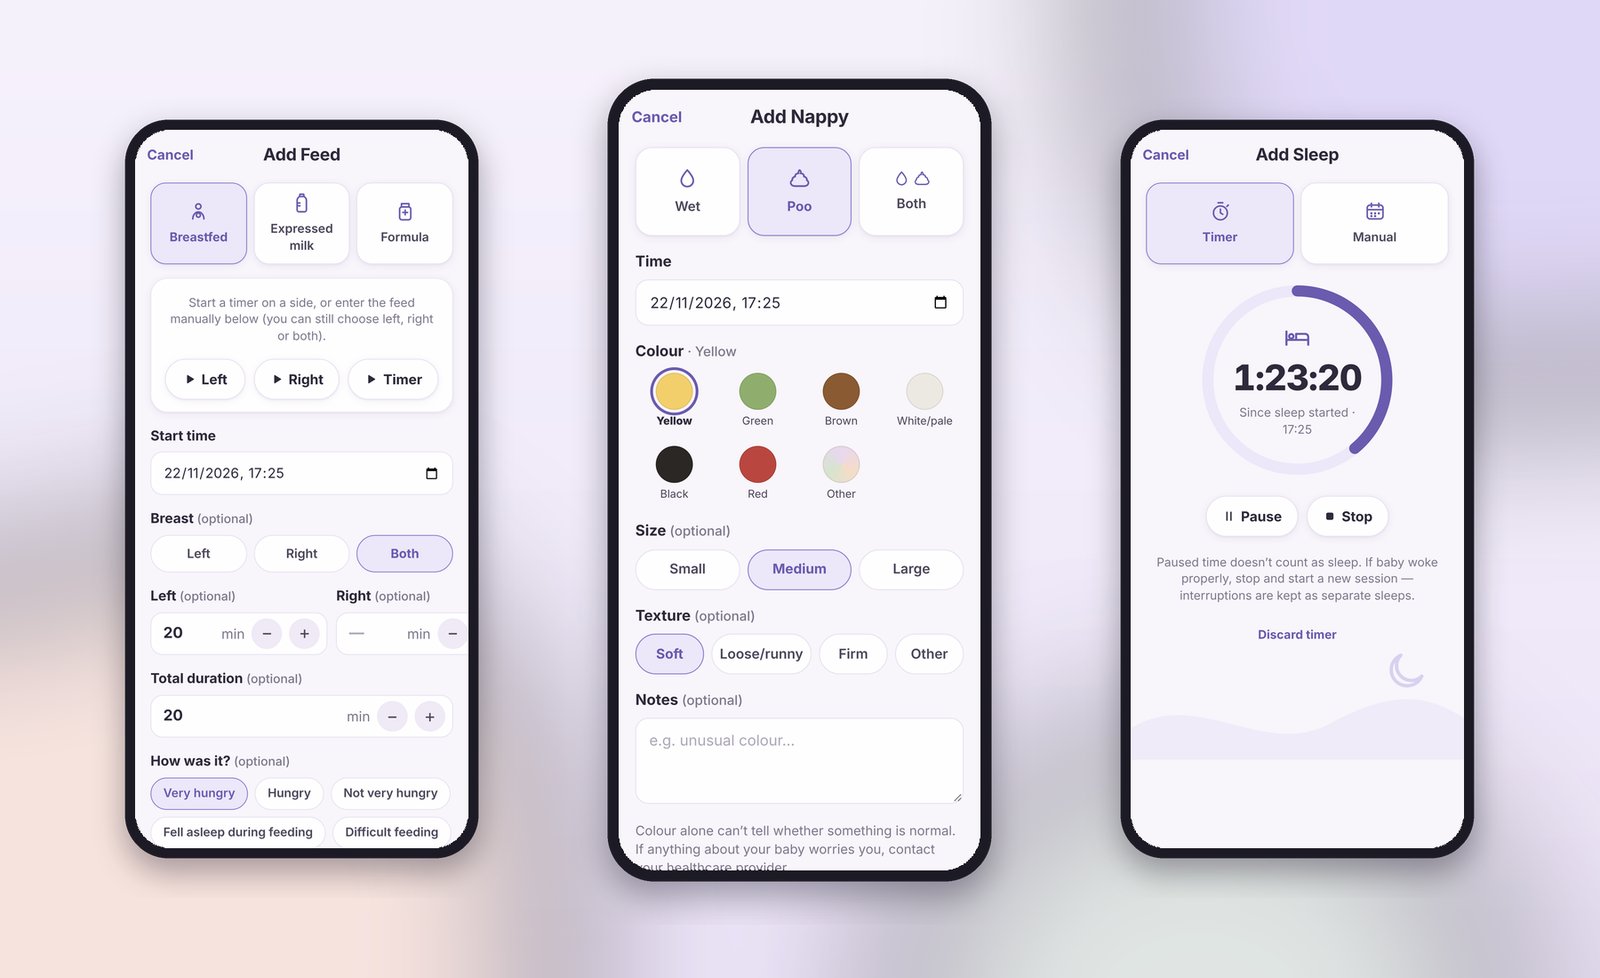 Cancel
Add Feed
Breastfed
Expressed
milk
Formula
Start a timer on a side, or enter the feed
manually below (you can still choose left, right
or both).
Left
Right
Timer
Start time
22/11/2026, 17:25
Breast (optional)
Left
Right
Both
Left (optional)
Right (optional)
20
min
− +
—
min
−
Total duration (optional)
20
min
− +
How was it? (optional)
Very hungry
Hungry
Not very hungry
Fell asleep during feeding
Difficult feeding
Cancel
Add Nappy
Wet
Poo
Both
Time
22/11/2026, 17:25
Colour · Yellow
Yellow
Green
Brown
White/pale
Black
Red
Other
Size (optional)
Small
Medium
Large
Texture (optional)
Soft
Loose/runny
Firm
Other
Notes (optional)
e.g. unusual colour...
Colour alone can’t tell whether something is normal.
If anything about your baby worries you, contact
your healthcare provider
Cancel
Add Sleep
Timer
Manual
1:23:20
Since sleep started ·
17:25
Pause
Stop
Paused time doesn’t count as sleep. If baby woke
properly, stop and start a new session —
interruptions are kept as separate sleeps.
Discard timer